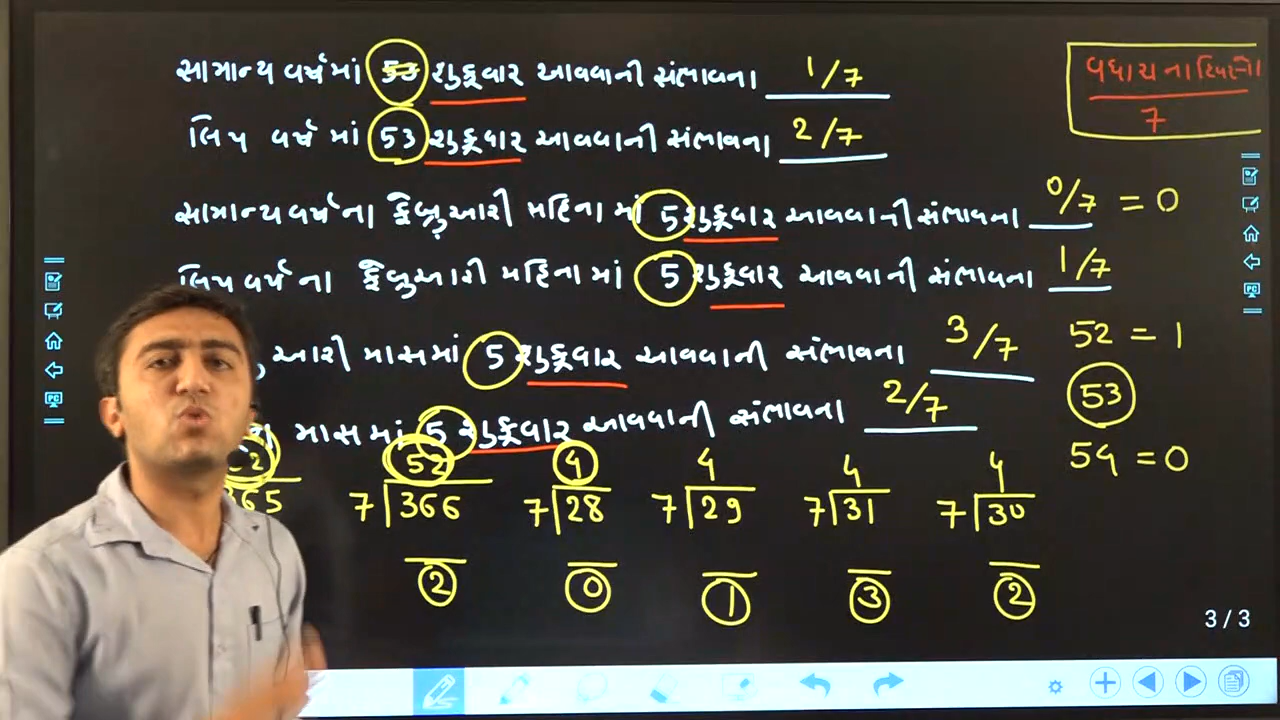 સામાન્ય વર્ષમાં 53 શુક્રવાર આવવાની સંભાવના 1/7
લિપ વર્ષમાં 53 શુક્રવાર આવવાની સંભાવના 2/7
વધારાના દિવસો
7
સામાન્ય વર્ષના ફેબ્રુઆરી મહિનામાં 5 શુક્રવાર આવવાની સંભાવના 0/7 = 0
લિપ વર્ષના ફેબ્રુઆરી મહિનામાં 5 શુક્રવાર આવવાની સંભાવના 1/7
આરી માસમાં 5 શુક્રવાર આવવાની સંભાવના 3/7
52 = 1
53
54 = 0
માસમાં 5 શુક્રવાર આવવાની સંભાવના 2/7
52 4 4 4 4
365 7 366 7 28 7 29 7 31 7 30
2 0 1 3 2
3 / 3